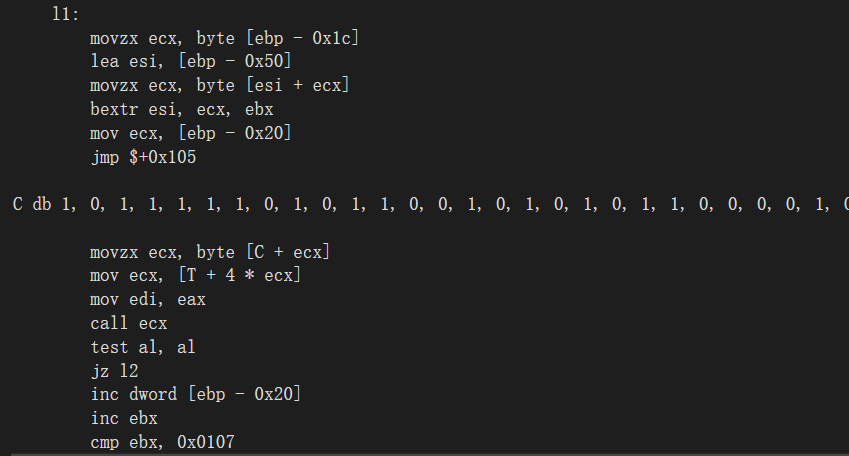 l1:
movzx ecx, byte [ebp - 0x1c]
lea esi, [ebp - 0x50]
movzx ecx, byte [esi + ecx]
bextr esi, ecx, ebx
mov ecx, [ebp - 0x20]
jmp $+0x105
C db 1, 0, 1, 1, 1, 1, 1, 0, 1, 0, 1, 1, 0, 0, 1, 0, 1, 0, 1, 0, 1, 1, 0, 0, 0, 0, 1,
movzx ecx, byte [C + ecx]
mov ecx, [T + 4 * ecx]
mov edi, eax
call ecx
test al, al
jz l2
inc dword [ebp - 0x20]
inc ebx
cmp ebx, 0x0107